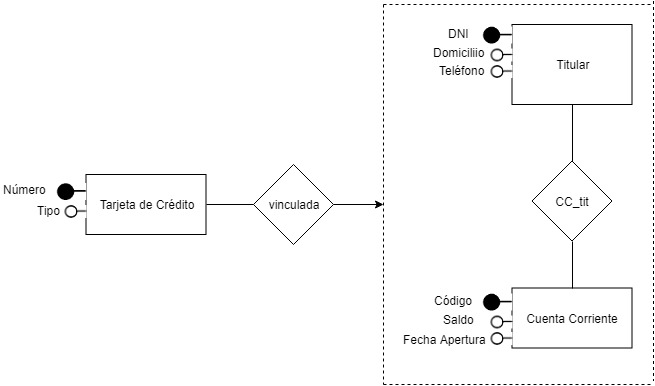 DNI
Domiciliio
Teléfono
Titular
Número
Tipo
Tarjeta de Crédito
vinculada
CC_tit
Código
Saldo
Fecha Apertura
Cuenta Corriente